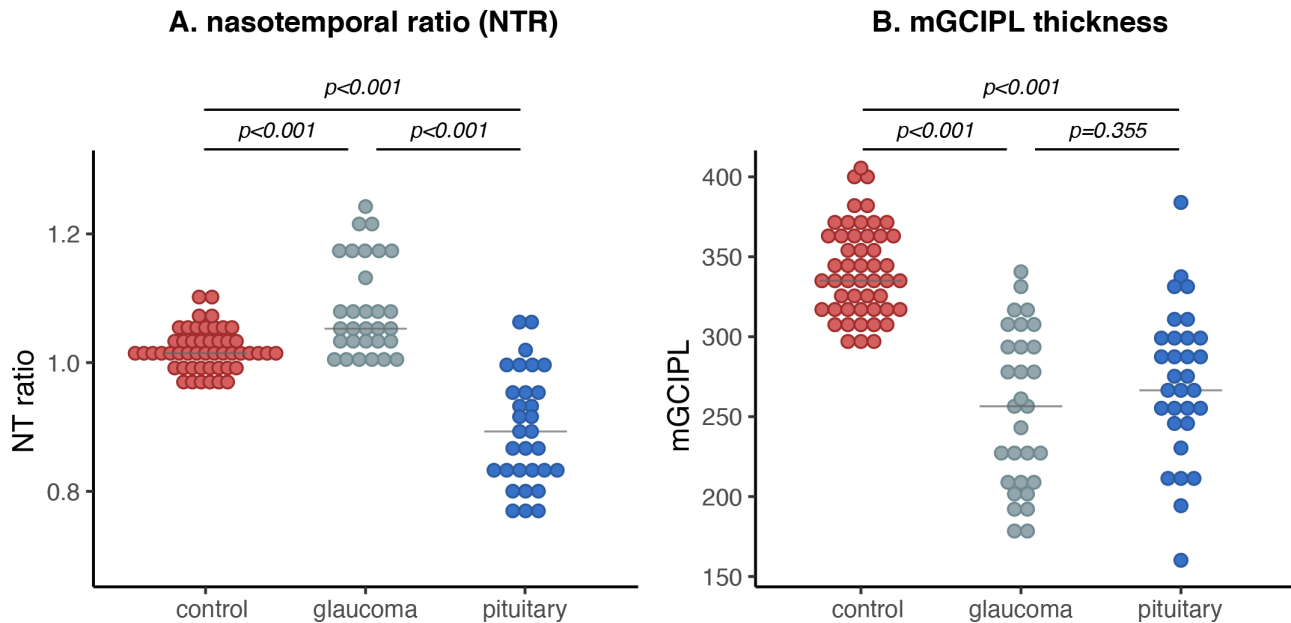 A. nasotemporal ratio (NTR)
p<0.001
p<0.001 p<0.001
NT ratio
1.2
1.0
0.8
control glaucoma pituitary
B. mGCIPL thickness
p<0.001
p<0.001 p=0.355
mGCIPL
400
350
300
250
200
150
control glaucoma pituitary